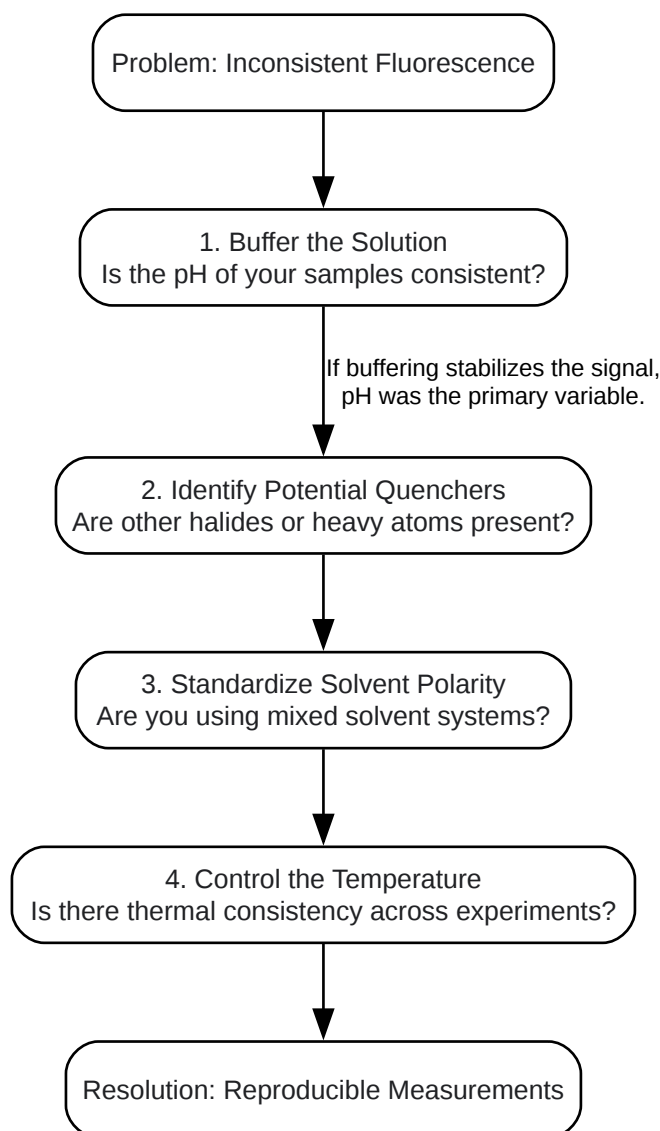 Problem: Inconsistent Fluorescence
1. Buffer the Solution
Is the pH of your samples consistent?
If buffering stabilizes the signal,
pH was the primary variable.
2. Identify Potential Quenchers
Are other halides or heavy atoms present?
3. Standardize Solvent Polarity
Are you using mixed solvent systems?
4. Control the Temperature
Is there thermal consistency across experiments?
Resolution: Reproducible Measurements